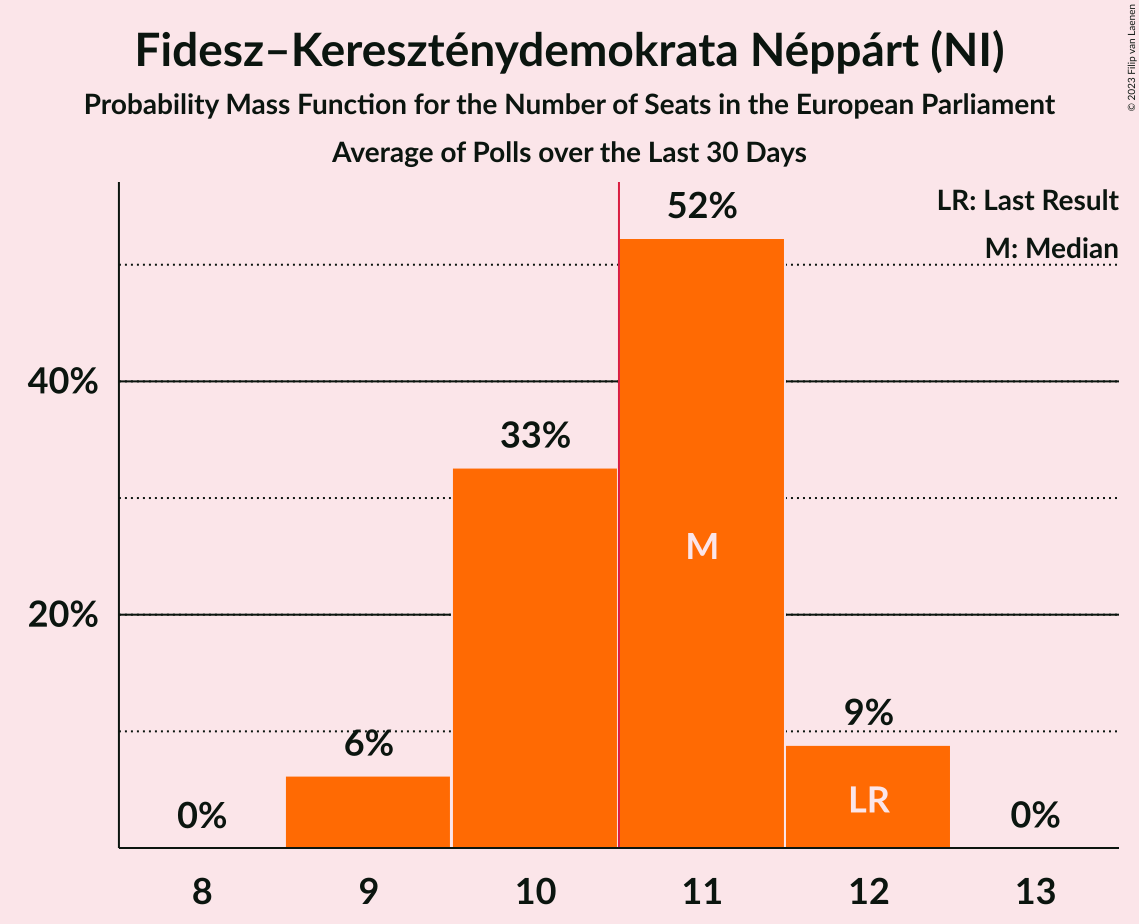 Fidesz–Kereszténydemokrata Néppárt (NI)
Probability Mass Function for the Number of Seats in the European Parliament
Average of Polls over the Last 30 Days
© 2023 Filip van Laenen
LR: Last Result
M: Median
52%
40%
33%
M
20%
9%
6%
LR
0%
0%
8 9 10 11 12 13